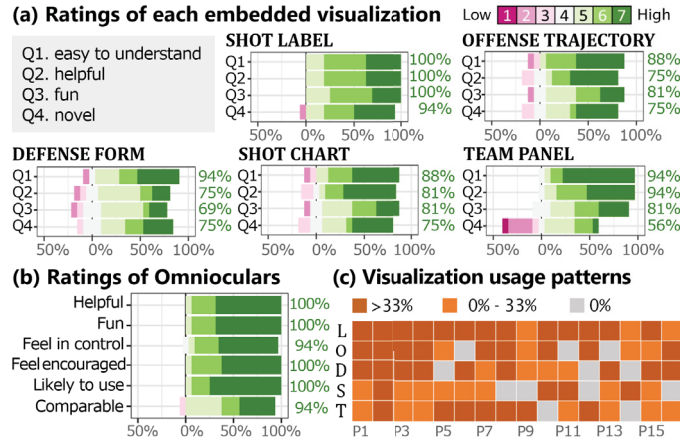 (a) Ratings of each embedded visualization
Low 1 2 3 4 5 6 7 High
Q1. easy to understand
Q2. helpful
Q3. fun
Q4. novel
SHOT LABEL
Q1 100%
Q2 100%
Q3 100%
Q4 94%
50% 0% 50% 100%
OFFENSE TRAJECTORY
Q1 88%
Q2 75%
Q3 81%
Q4 75%
50% 0% 50% 100%
DEFENSE FORM
Q1 94%
Q2 75%
Q3 69%
Q4 75%
50% 0% 50% 100%
SHOT CHART
Q1 88%
Q2 81%
Q3 81%
Q4 75%
50% 0% 50% 100%
TEAM PANEL
Q1 94%
Q2 94%
Q3 81%
Q4 56%
50% 0% 50% 100%
(b) Ratings of Omnioculars
Helpful 100%
Fun 100%
Feel in control 94%
Feel encouraged 100%
Likely to use 100%
Comparable 94%
50% 0% 50% 100%
(c) Visualization usage patterns
>33% 0% - 33% 0%
L
O
D
S
T
P1 P3 P5 P7 P9 P11 P13 P15